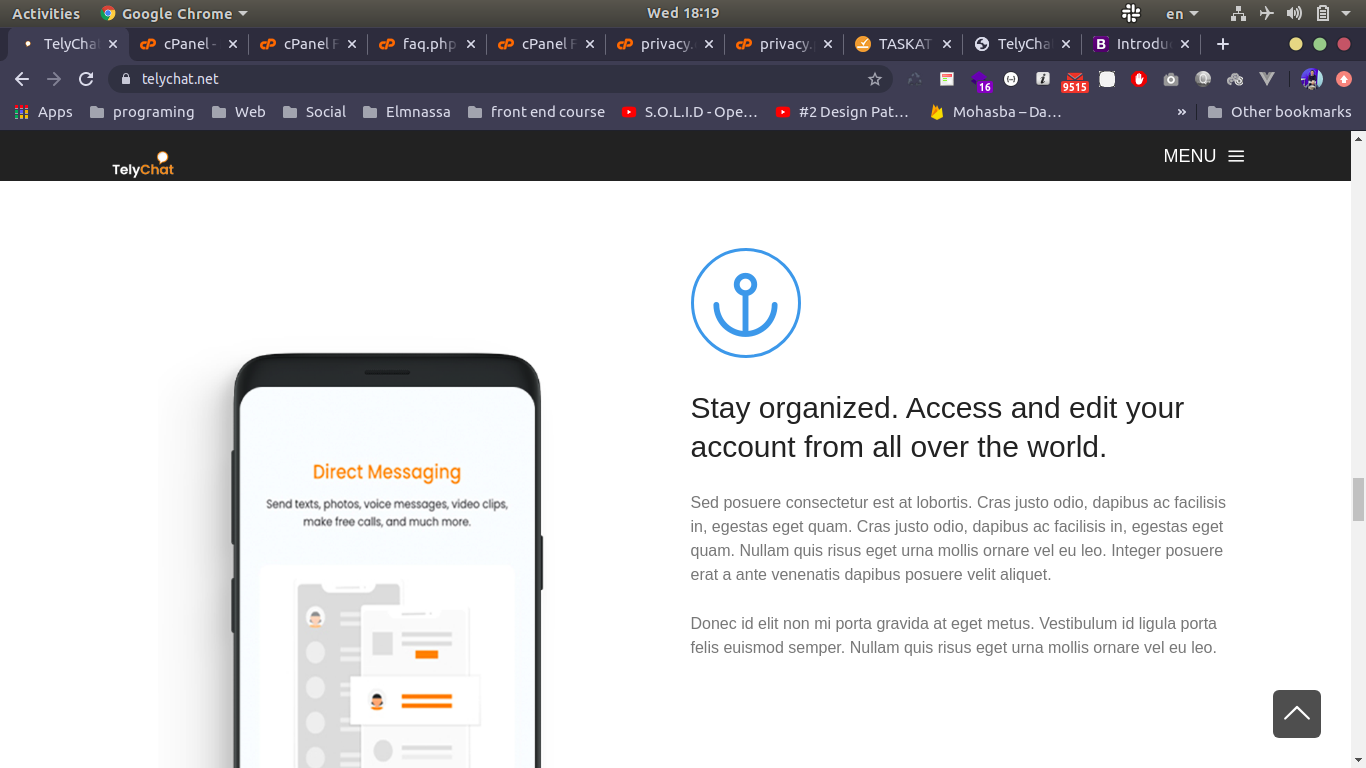 Activities
Google Chrome
Wed 18:19
en
TelyCha
cPanel -
cPanel F
faq.php
cPanel F
privacy.
privacy.
TASKAT
TelyCha
Introdu
telychat.net
16
9515
Apps
programing
Web
Social
Elmnassa
front end course
S.O.L.I.D - Ope…
#2 Design Pat…
Mohasba – Da…
»
Other bookmarks
TelyChat
MENU
Stay organized. Access and edit your
account from all over the world.
Sed posuere consectetur est at lobortis. Cras justo odio, dapibus ac facilisis
in, egestas eget quam. Cras justo odio, dapibus ac facilisis in, egestas eget
quam. Nullam quis risus eget urna mollis ornare vel eu leo. Integer posuere
erat a ante venenatis dapibus posuere velit aliquet.
Donec id elit non mi porta gravida at eget metus. Vestibulum id ligula porta
felis euismod semper. Nullam quis risus eget urna mollis ornare vel eu leo.
Direct Messaging
Send texts, photos, voice messages, video clips,
make free calls, and much more.